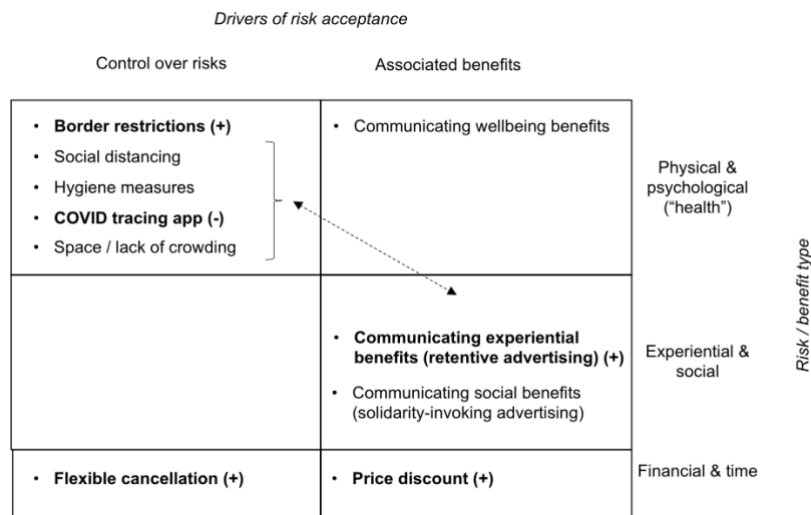 Drivers of risk acceptance
Control over risks
Associated benefits
• Border restrictions (+)
• Social distancing
• Hygiene measures
• COVID tracing app (-)
• Space / lack of crowding
• Communicating wellbeing benefits
Physical &
psychological
("health")
• Communicating experiential
benefits (retentive advertising) (+)
• Communicating social benefits
(solidarity-invoking advertising)
Experiential &
social
• Flexible cancellation (+)
• Price discount (+)
Financial & time
Risk / benefit type